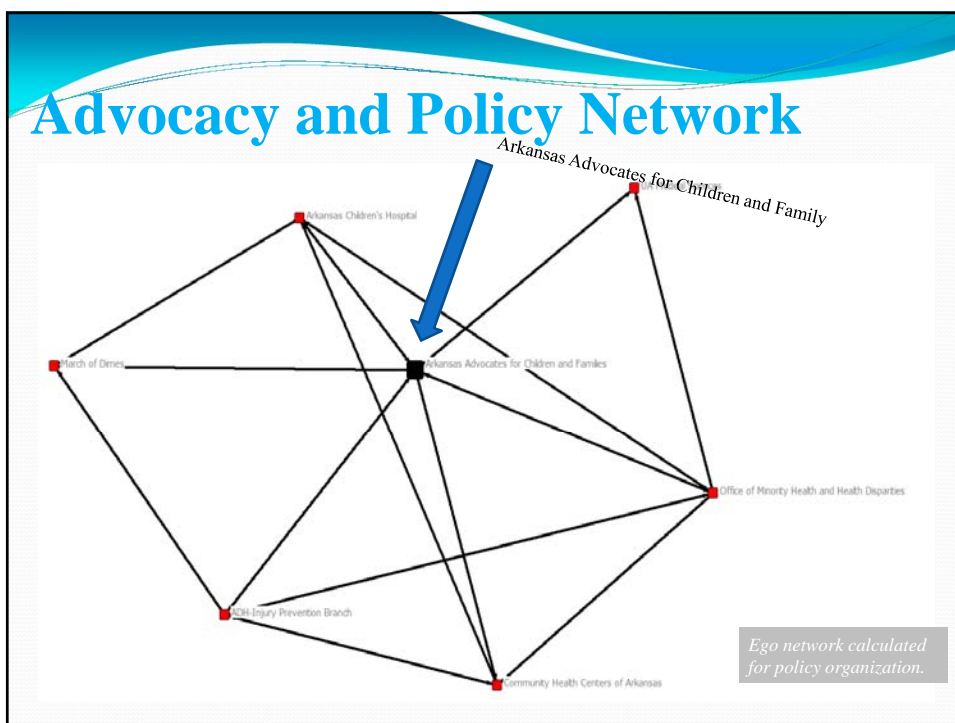 Advocacy and Policy Network
Arkansas Advocates for Children and Family
Arkansas Children's Hospital
March of Dimes
Arkansas Advocates for Children and Families
Office of Minority Health and Health Disparties
ADH-Injury Prevention Branch
Community Health Centers of Arkansas
Ego network calculated
for policy organization.